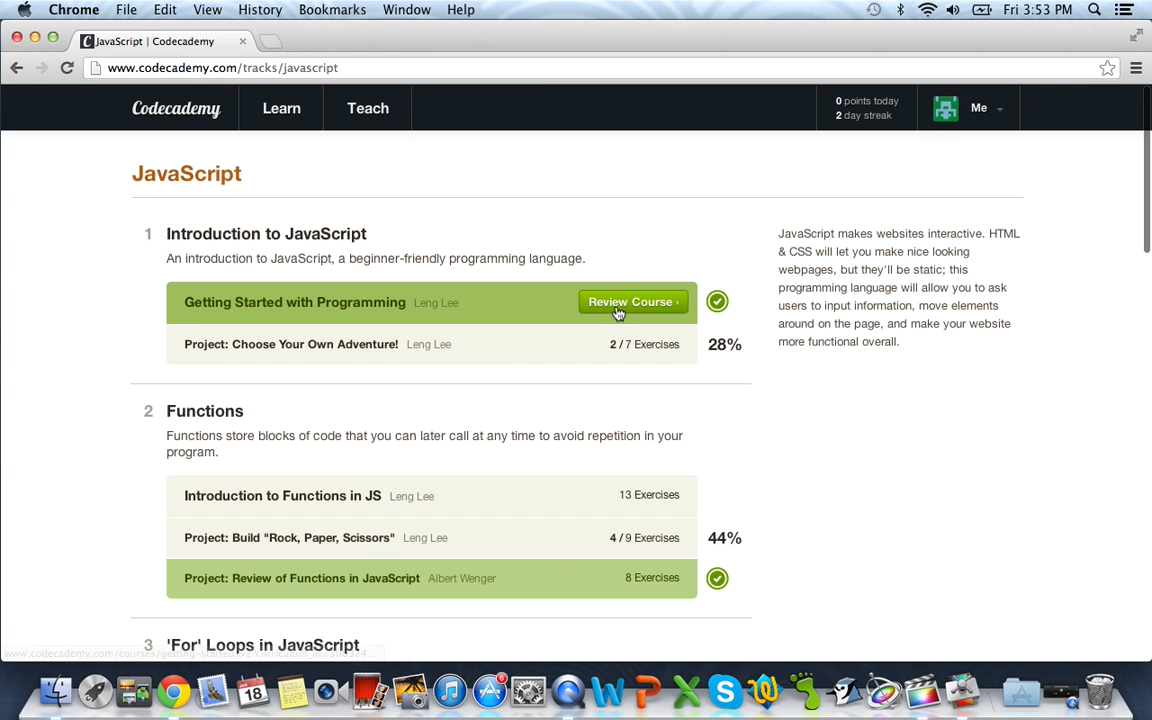 Chrome File Edit View History Bookmarks Window Help Fri 3:53 PM
JavaScript | Codecademy
www.codecademy.com/tracks/javascript
Codecademy Learn Teach 0 points today Me
2 day streak
JavaScript
1 Introduction to JavaScript
An introduction to JavaScript, a beginner-friendly programming language.
Getting Started with Programming Leng Lee Review Course ›
Project: Choose Your Own Adventure! Leng Lee 2 / 7 Exercises 28%
JavaScript makes websites interactive. HTML
& CSS will let you make nice looking
webpages, but they'll be static; this
programming language will allow you to ask
users to input information, move elements
around on the page, and make your website
more functional overall.
2 Functions
Functions store blocks of code that you can later call at any time to avoid repetition in your
program.
Introduction to Functions in JS Leng Lee 13 Exercises
Project: Build "Rock, Paper, Scissors" Leng Lee 4 / 9 Exercises 44%
Project: Review of Functions in JavaScript Albert Wenger 8 Exercises
3 'For' Loops in JavaScript
JAN
18
6